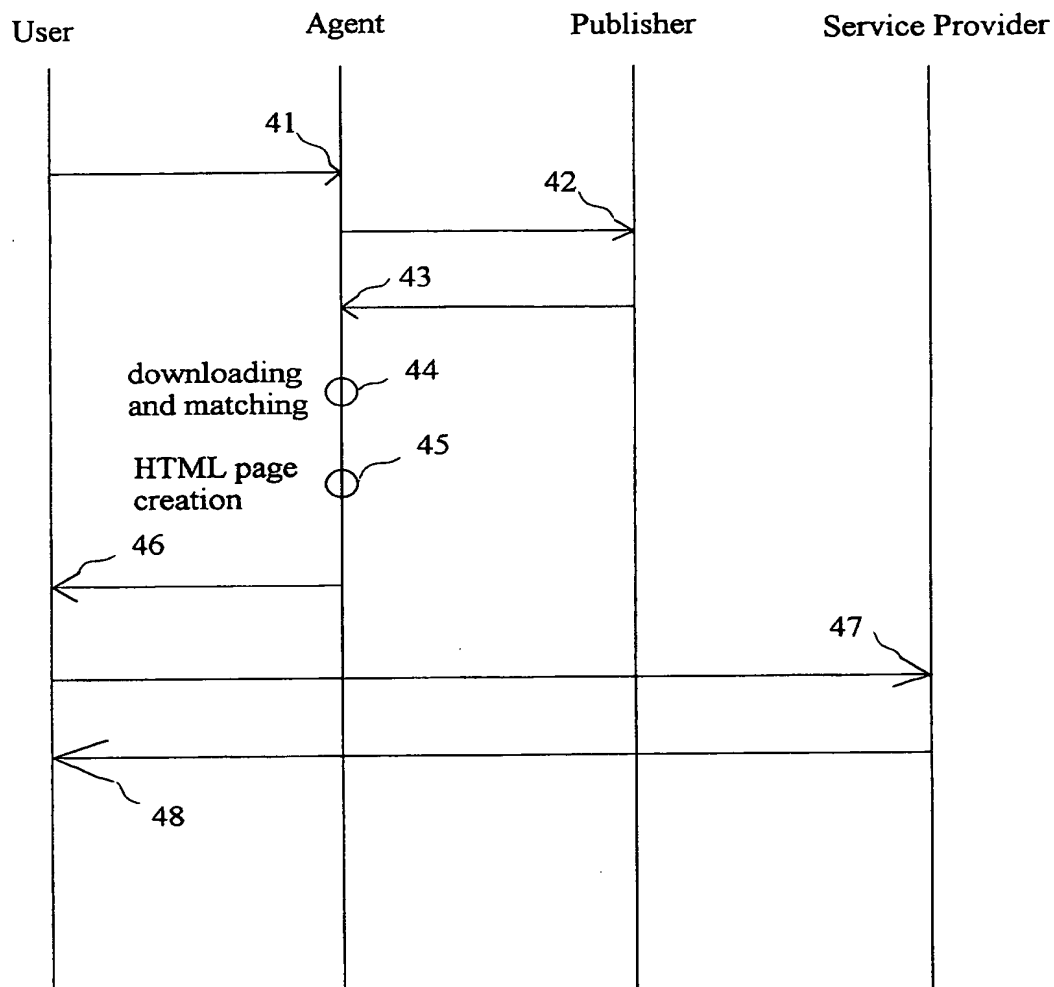 User
Agent
Publisher
Service Provider
41
42
43
downloading
and matching
44
HTML page
creation
45
46
47
48